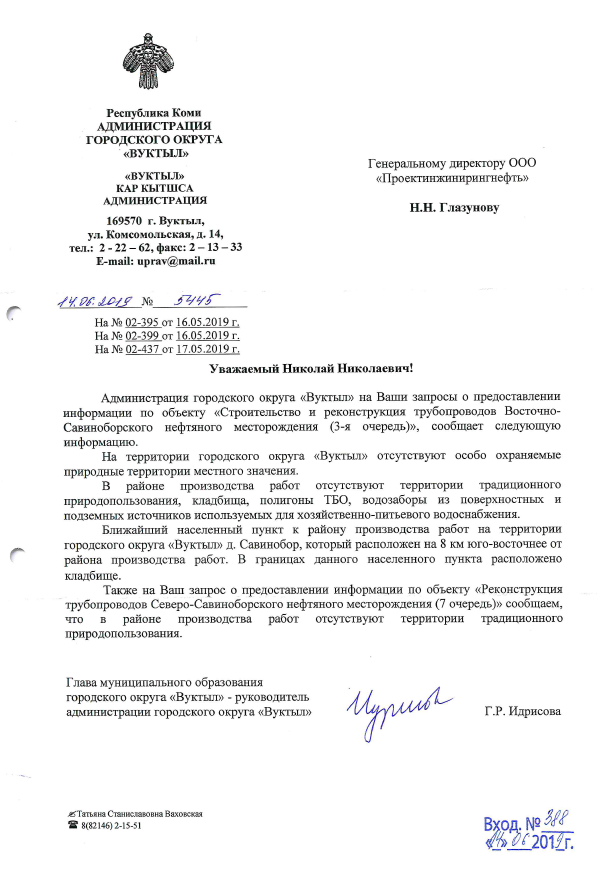 Республика Коми
АДМИНИСТРАЦИЯ
ГОРОДСКОГО ОКРУГА
«ВУКТЫЛ»
«ВУКТЫЛ»
КАР КЫТШСА
АДМИНИСТРАЦИЯ
169570 г. Вуктыл,
ул. Комсомольская, д. 14,
тел.: 2 - 22 – 62, факс: 2 – 13 – 33
E-mail: uprav@mail.ru
Генеральному директору ООО
«Проектинжинирингнефть»
Н.Н. Глазунову
14.06.2019 № 5445
На № 02-395 от 16.05.2019 г.
На № 02-399 от 16.05.2019 г.
На № 02-437 от 17.05.2019 г.
Уважаемый Николай Николаевич!
Администрация городского округа «Вуктыл» на Ваши запросы о предоставлении
информации по объекту «Строительство и реконструкция трубопроводов Восточно-
Савиноборского нефтяного месторождения (3-я очередь)», сообщает следующую
информацию.
На территории городского округа «Вуктыл» отсутствуют особо охраняемые
природные территории местного значения.
В районе производства работ отсутствуют территории традиционного
природопользования, кладбища, полигоны ТБО, водозаборы из поверхностных и
подземных источников используемых для хозяйственно-питьевого водоснабжения.
Ближайший населенный пункт к району производства работ на территории
городского округа «Вуктыл» д. Савинобор, который расположен на 8 км юго-восточнее от
района производства работ. В границах данного населенного пункта расположено
кладбище.
Также на Ваш запрос о предоставлении информации по объекту «Реконструкция
трубопроводов Северо-Савиноборского нефтяного месторождения (7 очередь)» сообщаем,
что в районе производства работ отсутствуют территории традиционного
природопользования.
Глава муниципального образования
городского округа «Вуктыл» - руководитель
администрации городского округа «Вуктыл»
Г.Р. Идрисова
Татьяна Станиславовна Ваховская
8(82146) 2-15-51
Вход. № 388
«14» 06 2019 г.